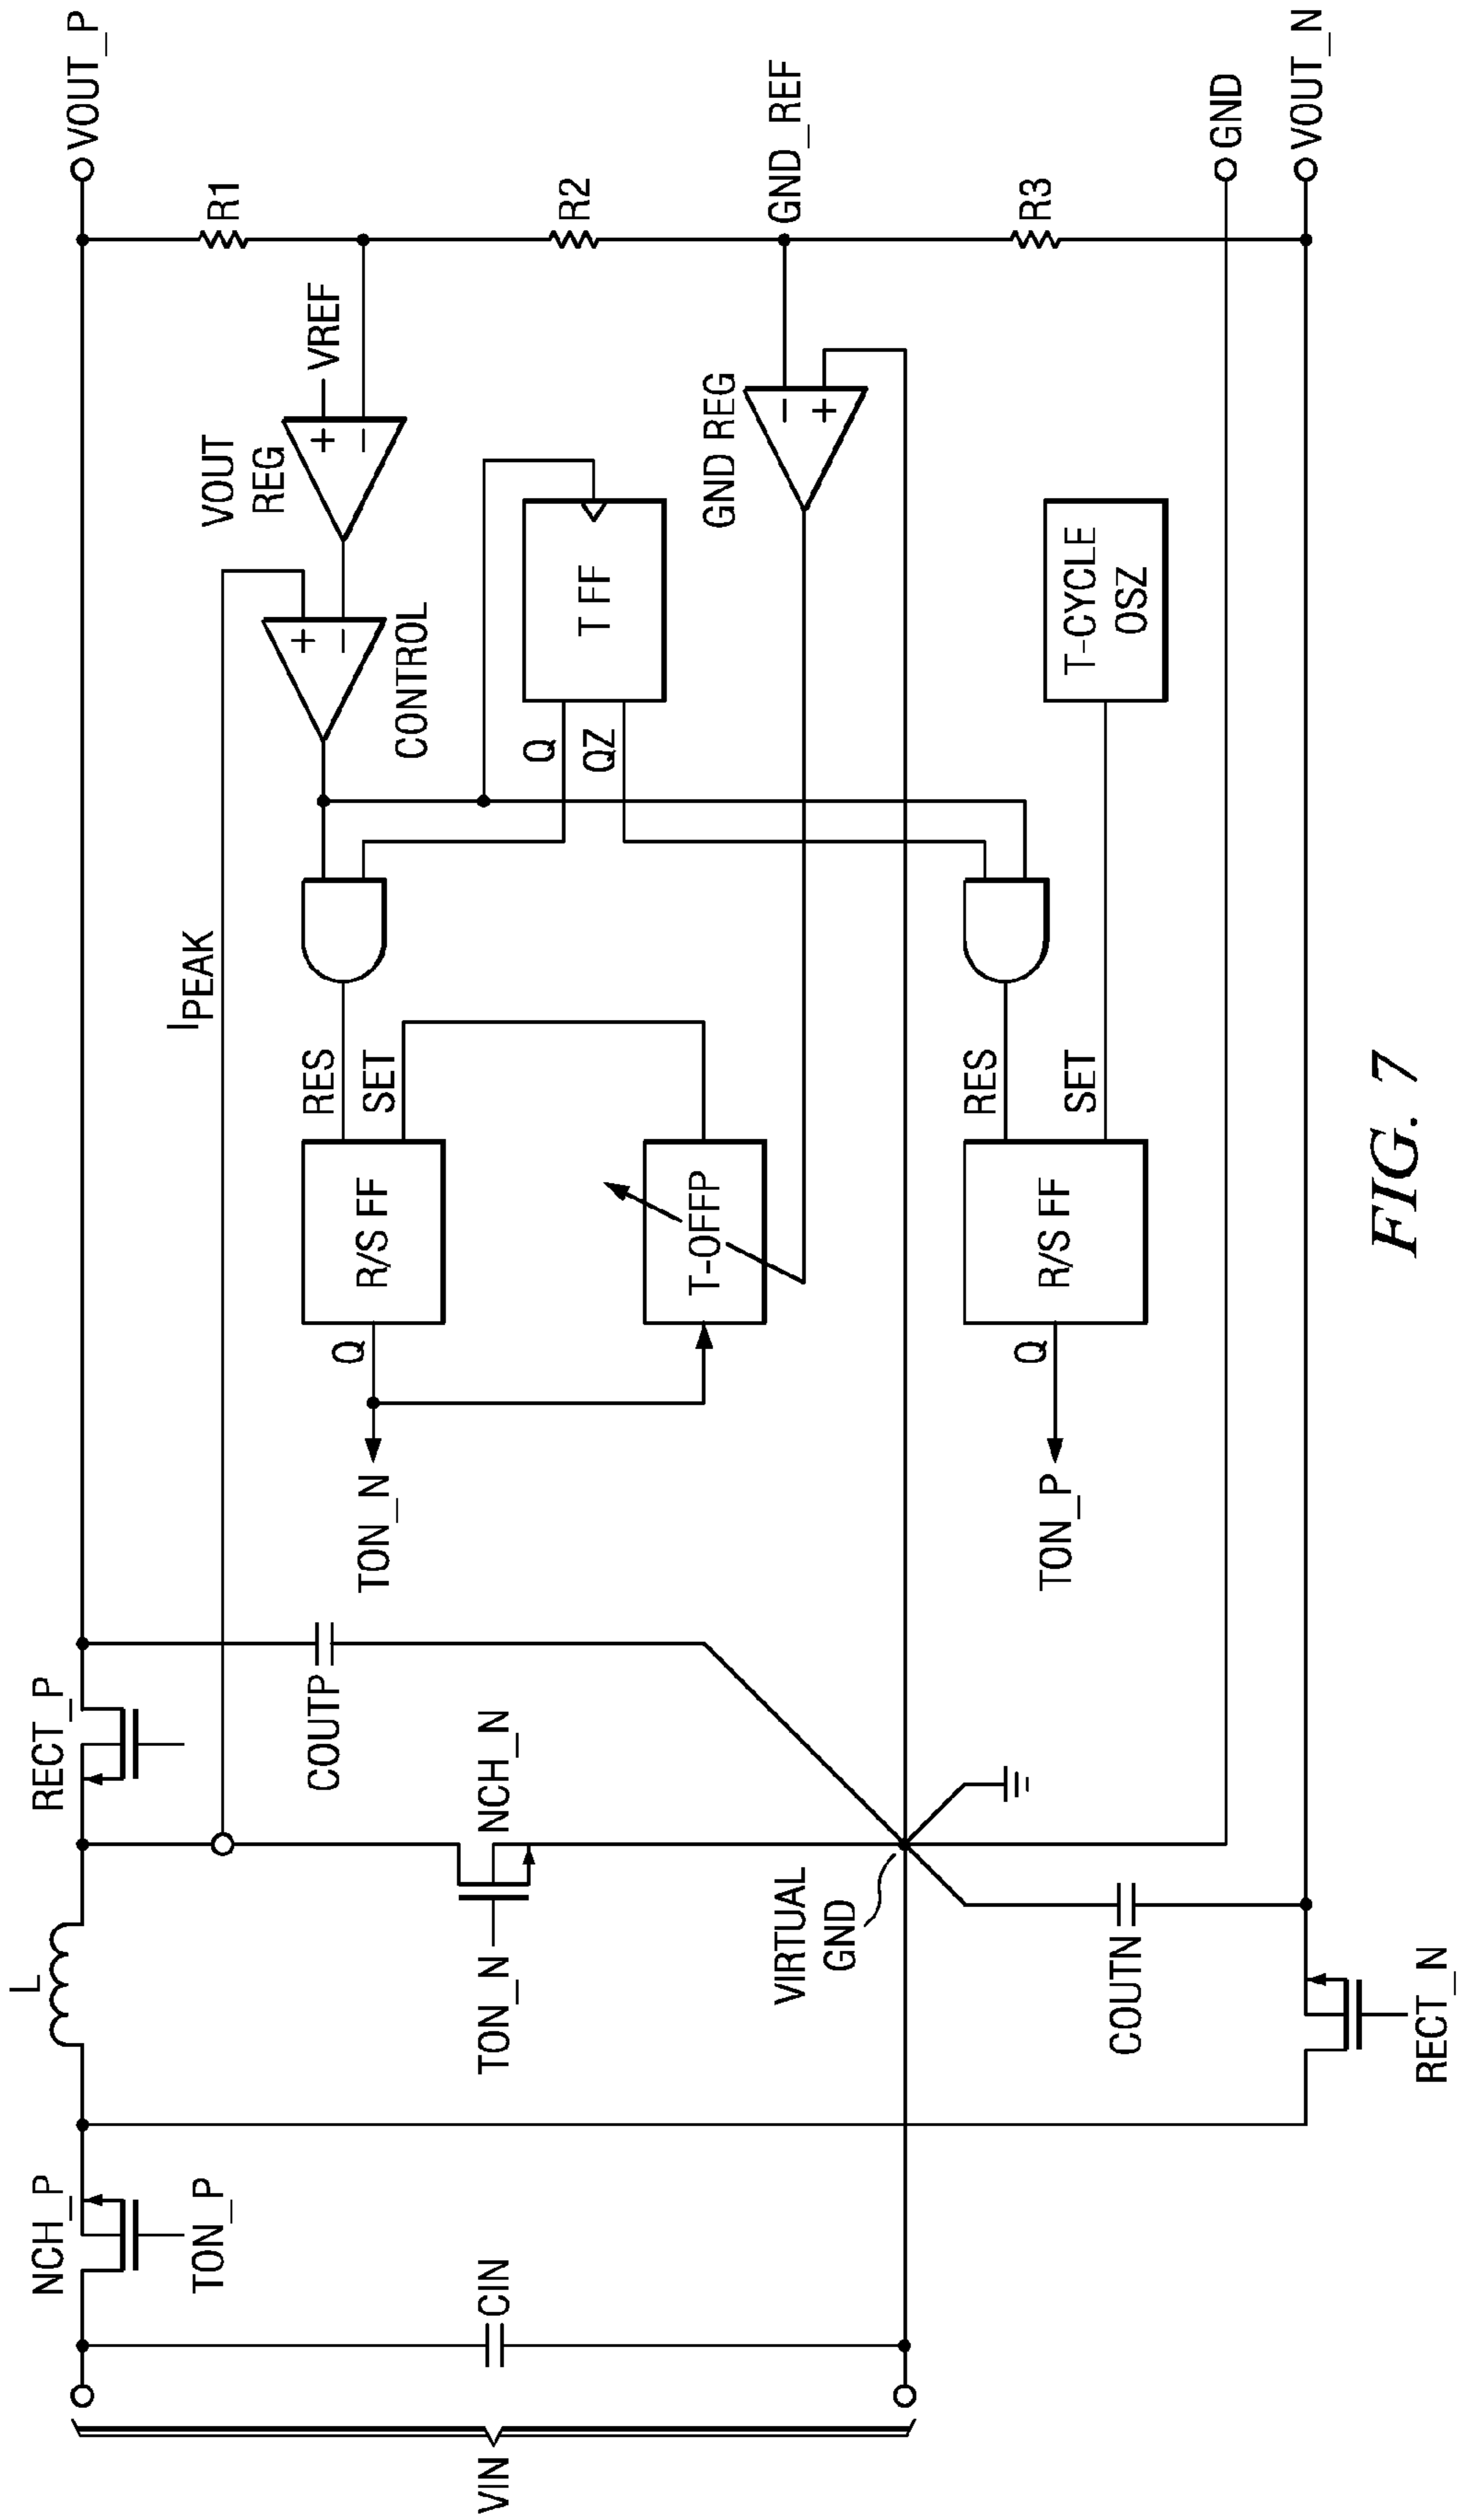 VIN
CIN
NCH_P
TON_P
L
RECT_P
TON_N
NCH_N
COUTP
VIRTUAL
GND
COUTN
RECT_N
IPEAK
TON_N
Q
R/S FF
RES
SET
T-OFFP
TON_P
Q
R/S FF
RES
SET
CONTROL
+
-
VOUT
REG
+
-
VREF
Q
QZ
T FF
GND REG
-
+
T-CYCLE
OSZ
R1
R2
GND_REF
R3
VOUT_P
GND
VOUT_N
FIG. 7